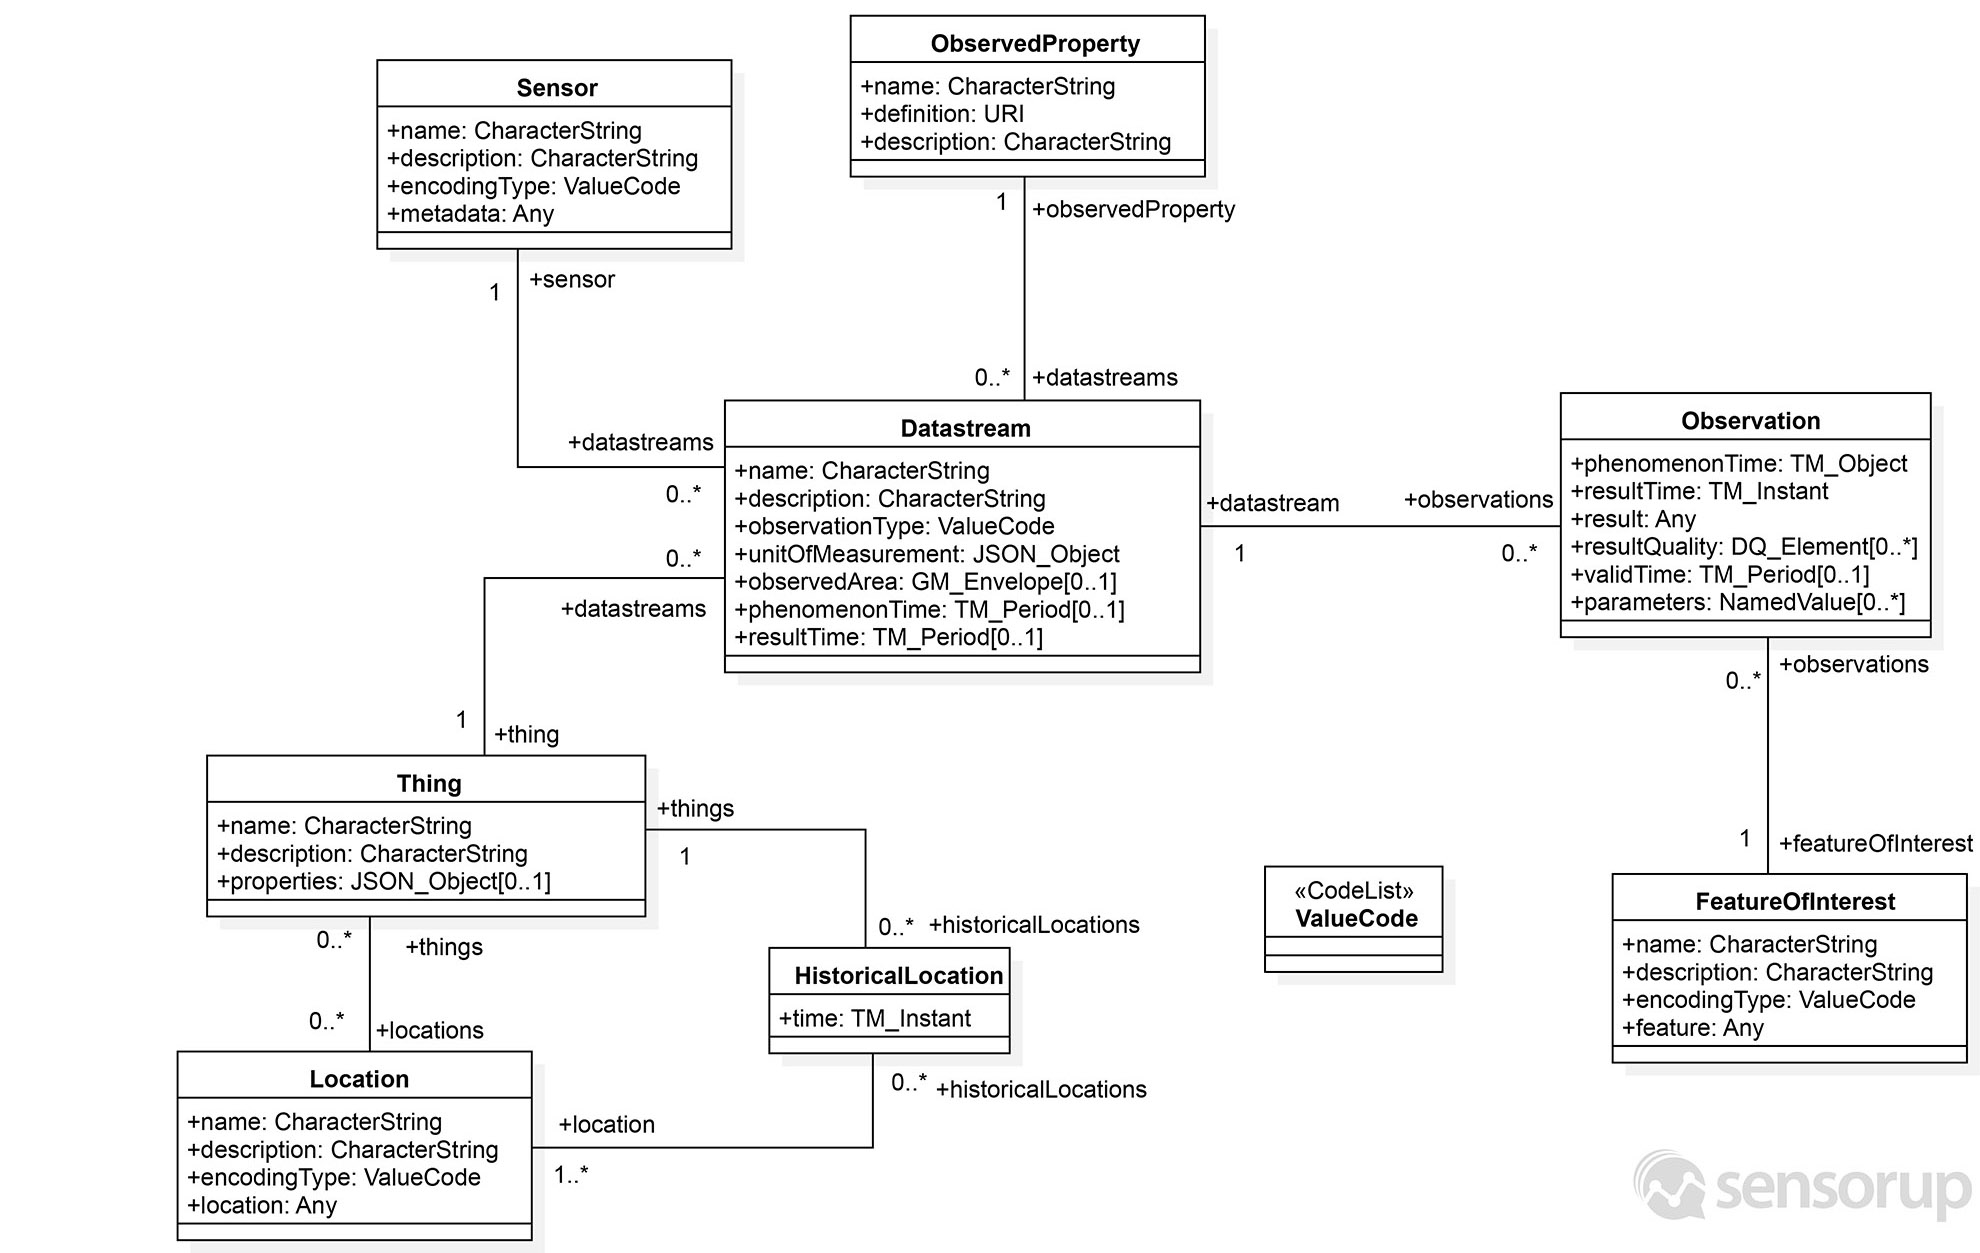 ObservedProperty
+name: CharacterString
+definition: URI
+description: CharacterString
Sensor
+name: CharacterString
+description: CharacterString
+encodingType: ValueCode
+metadata: Any
1
+observedProperty
1
+sensor
0..*
+datastreams
+datastreams
0..*
Datastream
+name: CharacterString
+description: CharacterString
+observationType: ValueCode
+unitOfMeasurement: JSON_Object
+observedArea: GM_Envelope[0..1]
+phenomenonTime: TM_Period[0..1]
+resultTime: TM_Period[0..1]
+datastream
1
+observations
0..*
Observation
+phenomenonTime: TM_Object
+resultTime: TM_Instant
+result: Any
+resultQuality: DQ_Element[0..*]
+validTime: TM_Period[0..1]
+parameters: NamedValue[0..*]
0..*
+datastreams
1
+thing
+observations
0..*
1
+featureOfInterest
Thing
+name: CharacterString
+description: CharacterString
+properties: JSON_Object[0..1]
+things
1
0..*
+historicalLocations
0..*
+things
0..*
+locations
HistoricalLocation
+time: TM_Instant
0..*
+historicalLocations
«CodeList»
ValueCode
FeatureOfInterest
+name: CharacterString
+description: CharacterString
+encodingType: ValueCode
+feature: Any
Location
+name: CharacterString
+description: CharacterString
+encodingType: ValueCode
+location: Any
+location
1..*
sensorup